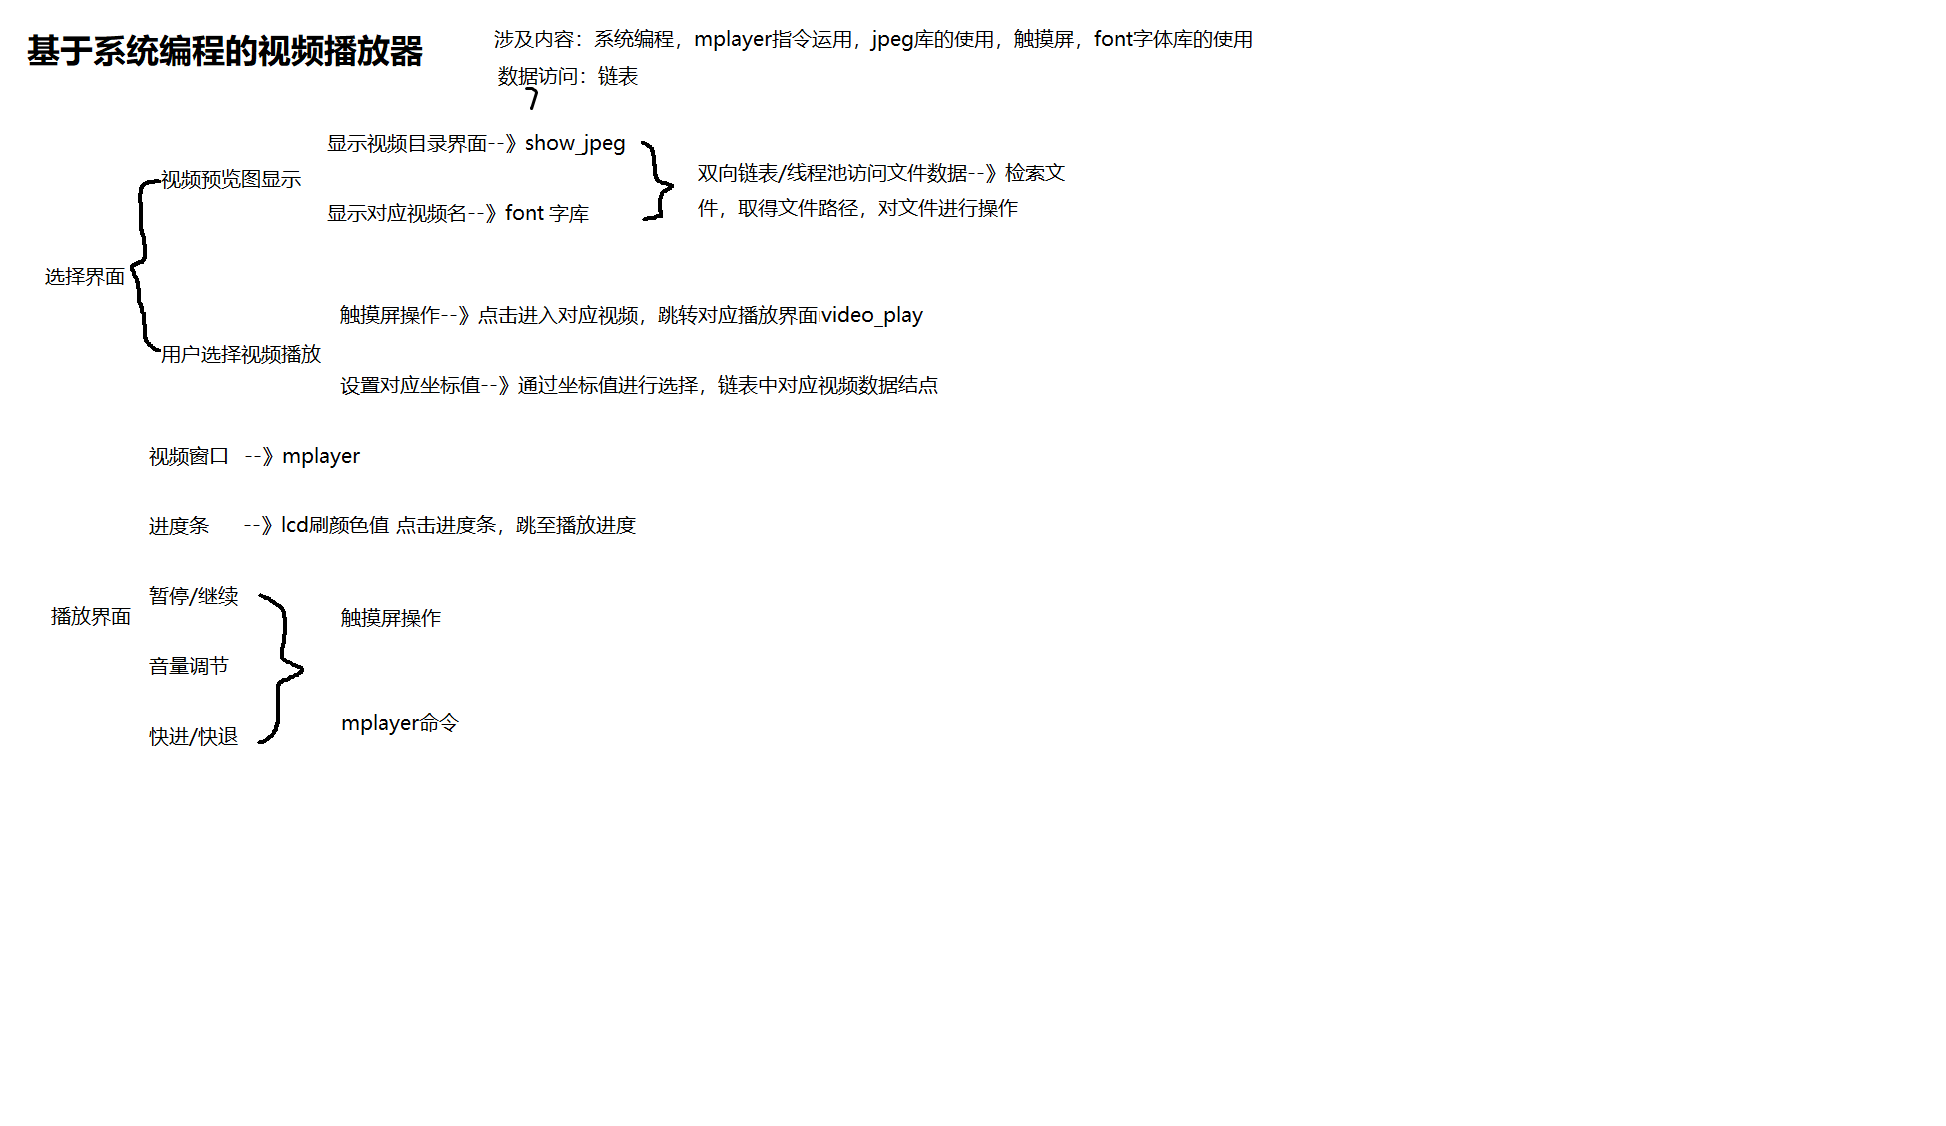 基于系统编程的视频播放器
涉及内容：系统编程，mplayer指令运用，jpeg库的使用，触摸屏，font字体库的使用
数据访问：链表
显示视频目录界面--》show_jpeg
视频预览图显示
双向链表/线程池访问文件数据--》检索文
件，取得文件路径，对文件进行操作
显示对应视频名--》font 字库
选择界面
触摸屏操作--》点击进入对应视频，跳转对应播放界面video_play
用户选择视频播放
设置对应坐标值--》通过坐标值进行选择，链表中对应视频数据结点
视频窗口 --》mplayer
进度条 --》lcd刷颜色值 点击进度条，跳至播放进度
暂停/继续
播放界面
触摸屏操作
音量调节
mplayer命令
快进/快退